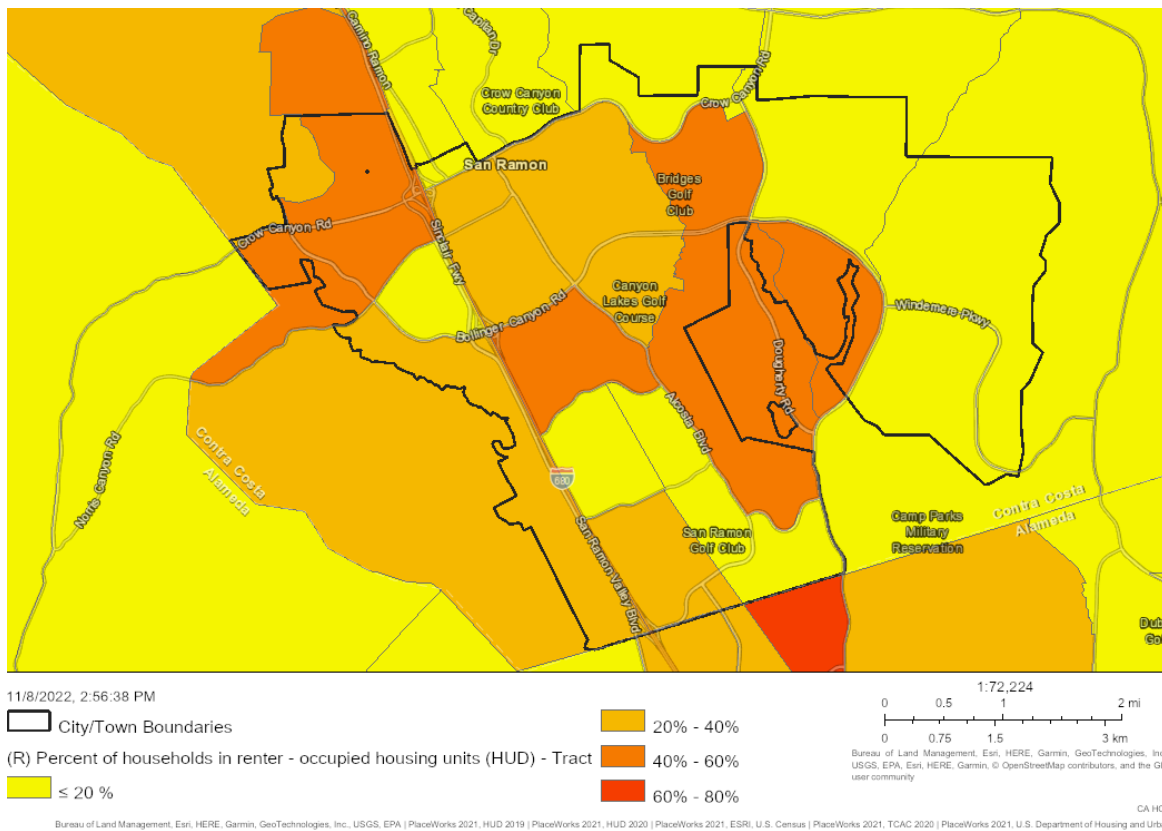 Camino Ramon
Capilan Dr
Crow Canyon
Country Club
Crow Canyon Rd
San Ramon
Bridges
Golf
Club
Crow Canyon Rd
Sinclair Fwy
Canyon
Lakes Golf
Course
Bollinger Canyon Rd
Windemere Pkwy
Dougherty Rd
Alcosta Blvd
Norris Canyon Rd
Contra Costa
Alameda
680
San Ramon Valley Blvd
San Ramon
Golf Club
Camp Parks
Military
Reservation
Contra Costa
Alameda
Dub
Go
11/8/2022, 2:56:38 PM
City/Town Boundaries
(R) Percent of households in renter - occupied housing units (HUD) - Tract
≤ 20 %
20% - 40%
40% - 60%
60% - 80%
1:72,224
0 0.5 1 2 mi
0 0.75 1.5 3 km
Bureau of Land Management, Esri, HERE, Garmin, GeoTechnologies, Inc
USGS, EPA, Esri, HERE, Garmin, © OpenStreetMap contributors, and the GI
user community
CA HC
Bureau of Land Management, Esri, HERE, Garmin, GeoTechnologies, Inc., USGS, EPA | PlaceWorks 2021, HUD 2019 | PlaceWorks 2021, HUD 2020 | PlaceWorks 2021, ESRI, U.S. Census | PlaceWorks 2021, TCAC 2020 | PlaceWorks 2021, U.S. Department of Housing and Urb